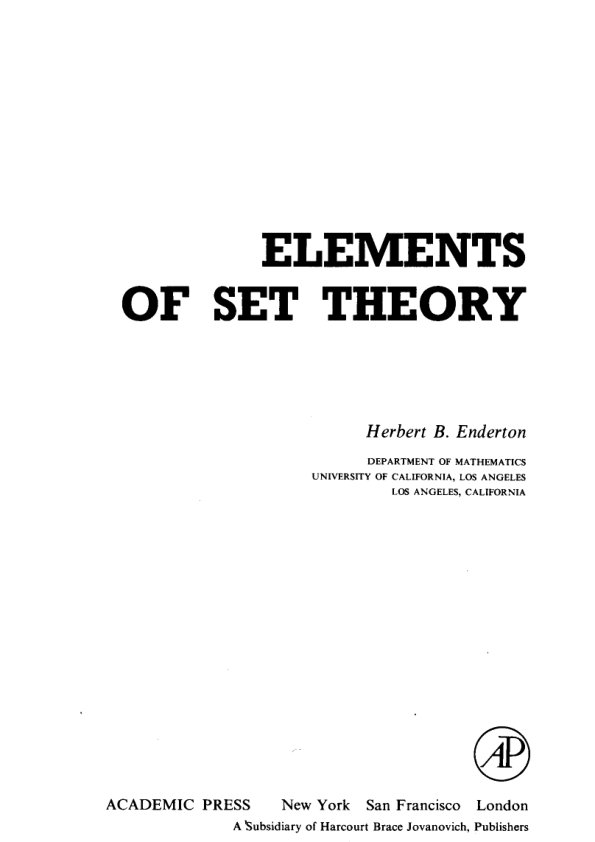 ELEMENTS
OF SET THEORY
Herbert B. Enderton
DEPARTMENT OF MATHEMATICS
UNIVERSITY OF CALIFORNIA, LOS ANGELES
LOS ANGELES, CALIFORNIA
AP
ACADEMIC PRESS New York San Francisco London
A Subsidiary of Harcourt Brace Jovanovich, Publishers